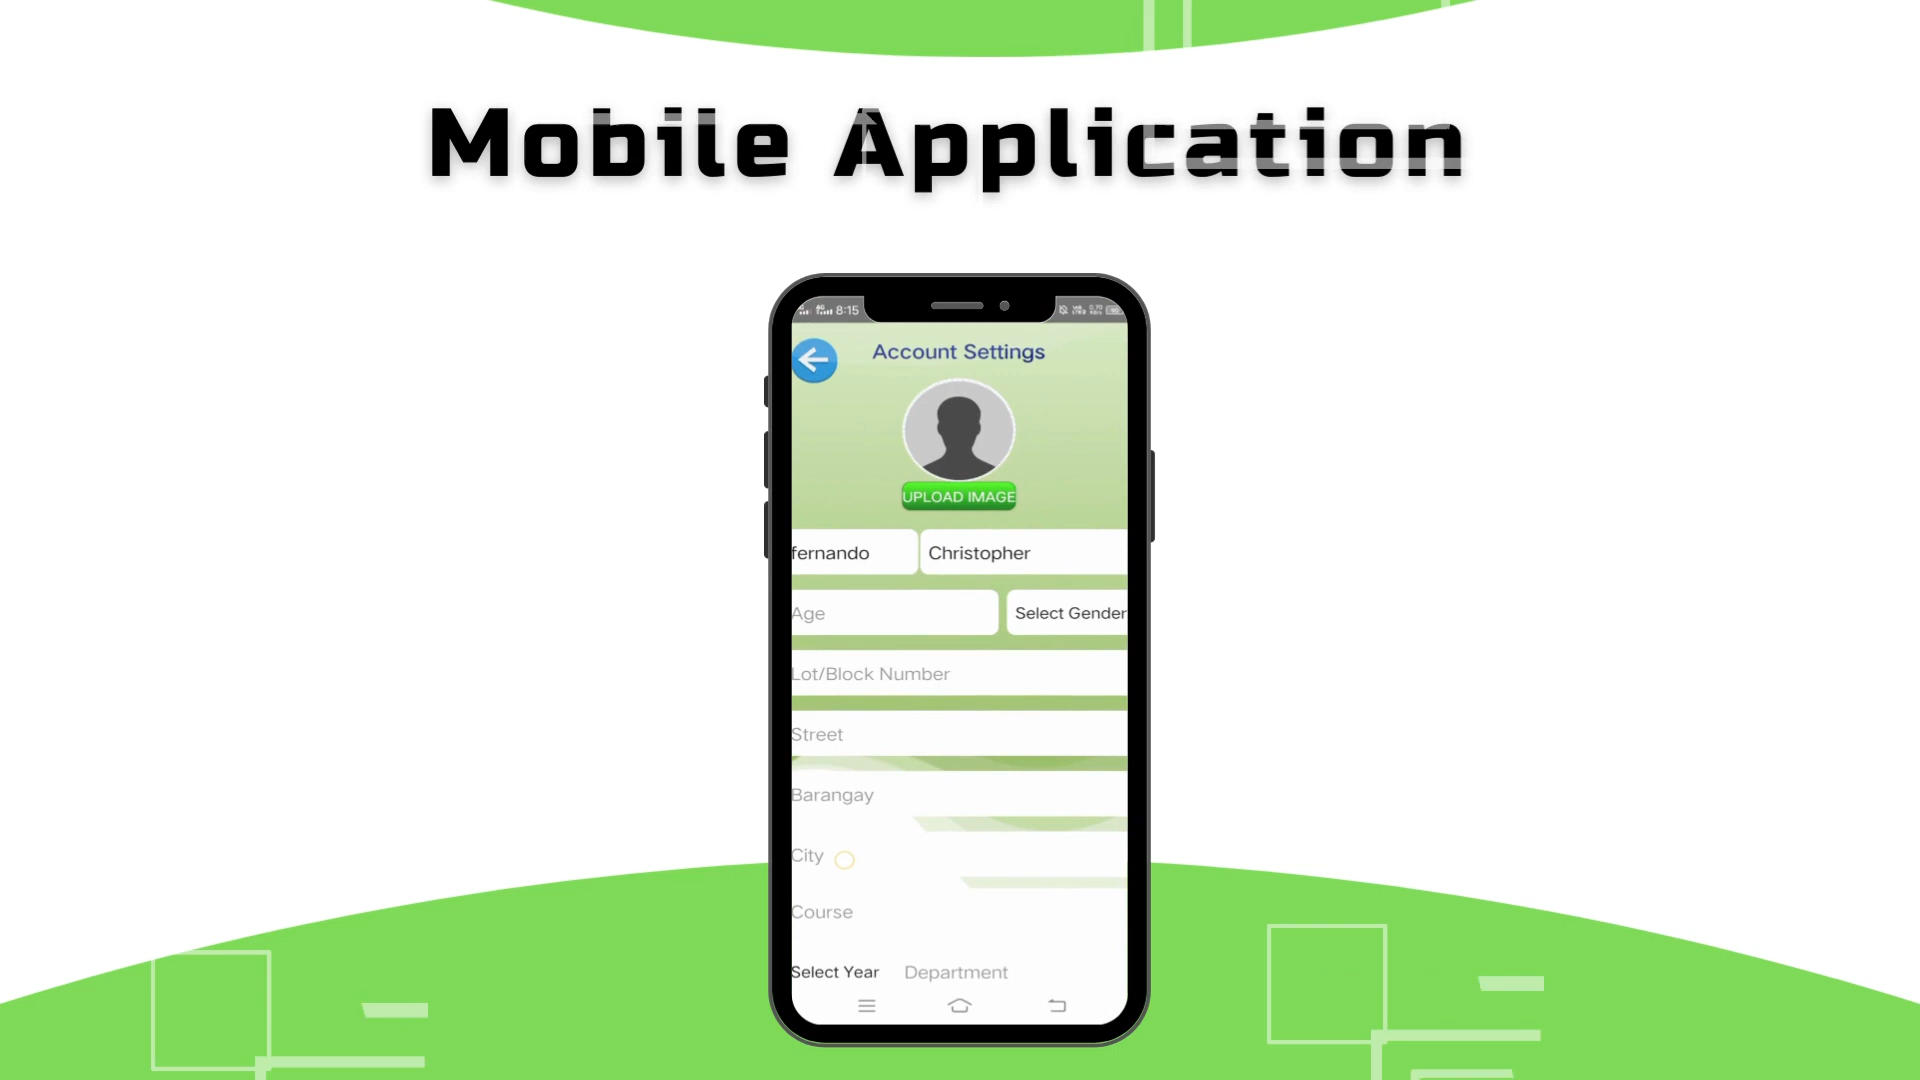 Mobile Application
8:15
Account Settings
UPLOAD IMAGE
fernando Christopher
Age Select Gender
Lot/Block Number
Street
Barangay
City
Course
Select Year Department